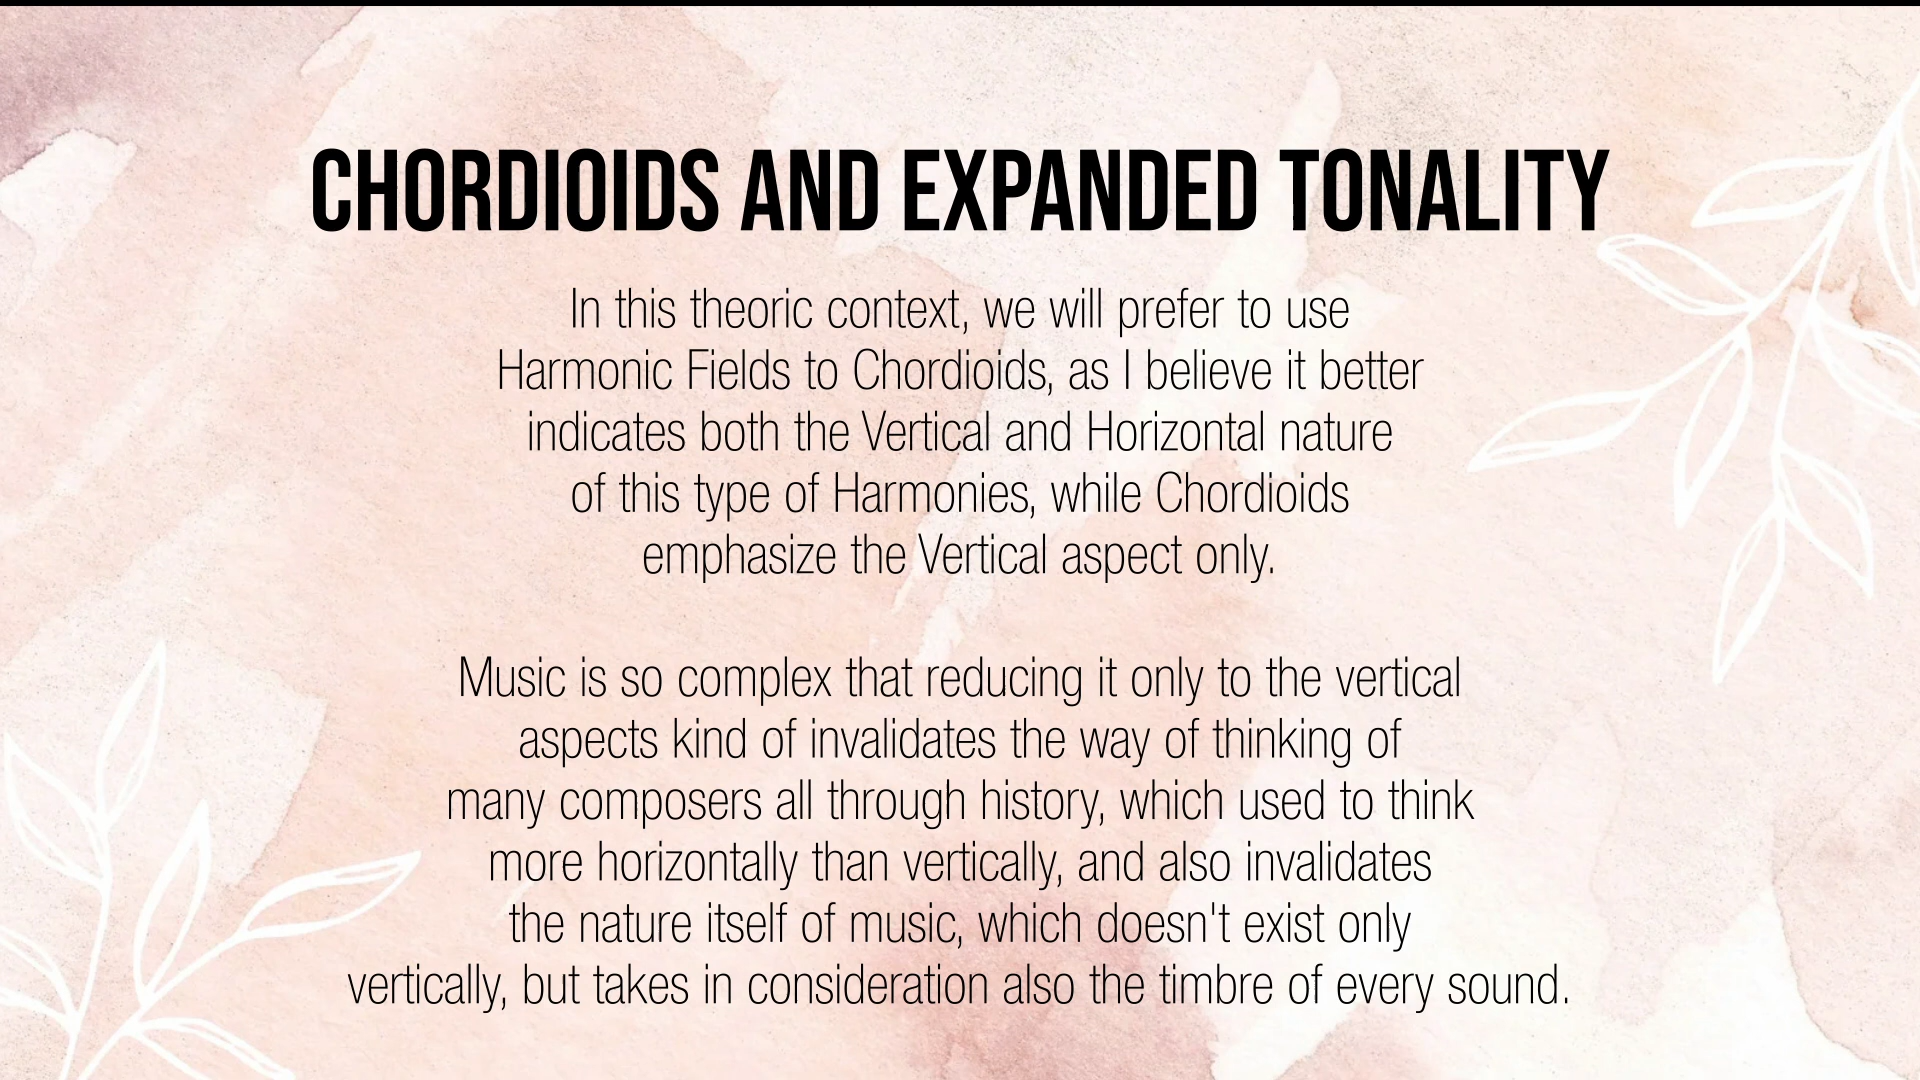 CHORDIOIDS AND EXPANDED TONALITY
In this theoric context, we will prefer to use
Harmonic Fields to Chordioids, as I believe it better
indicates both the Vertical and Horizontal nature
of this type of Harmonies, while Chordioids
emphasize the Vertical aspect only.
Music is so complex that reducing it only to the vertical
aspects kind of invalidates the way of thinking of
many composers all through history, which used to think
more horizontally than vertically, and also invalidates
the nature itself of music, which doesn't exist only
vertically, but takes in consideration also the timbre of every sound.